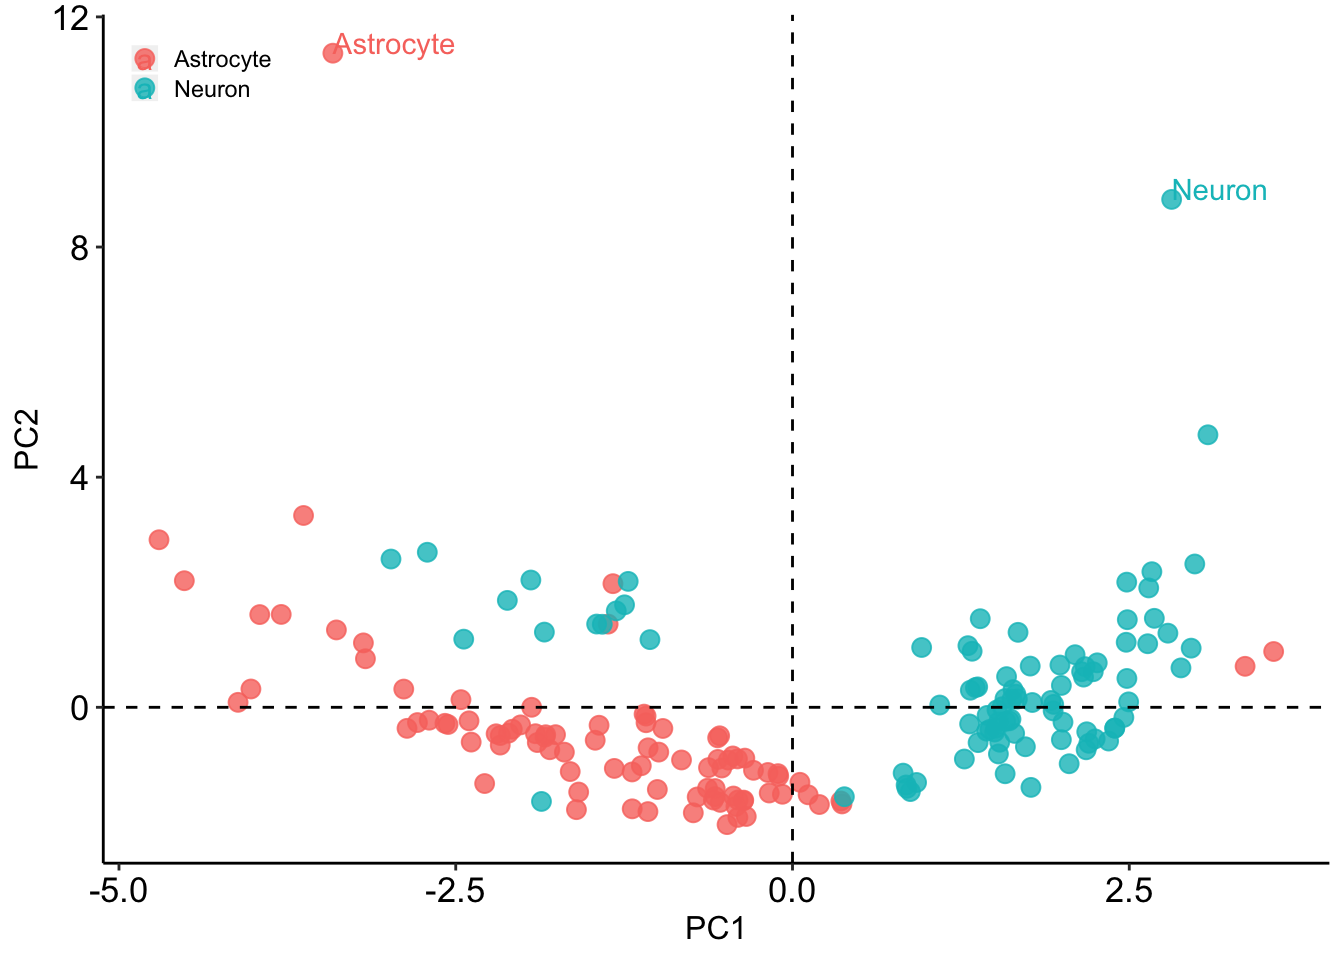 12
Astrocyte
a Astrocyte
a Neuron
Neuron
8
PC2
4
0
-5.0 -2.5 0.0 2.5
PC1